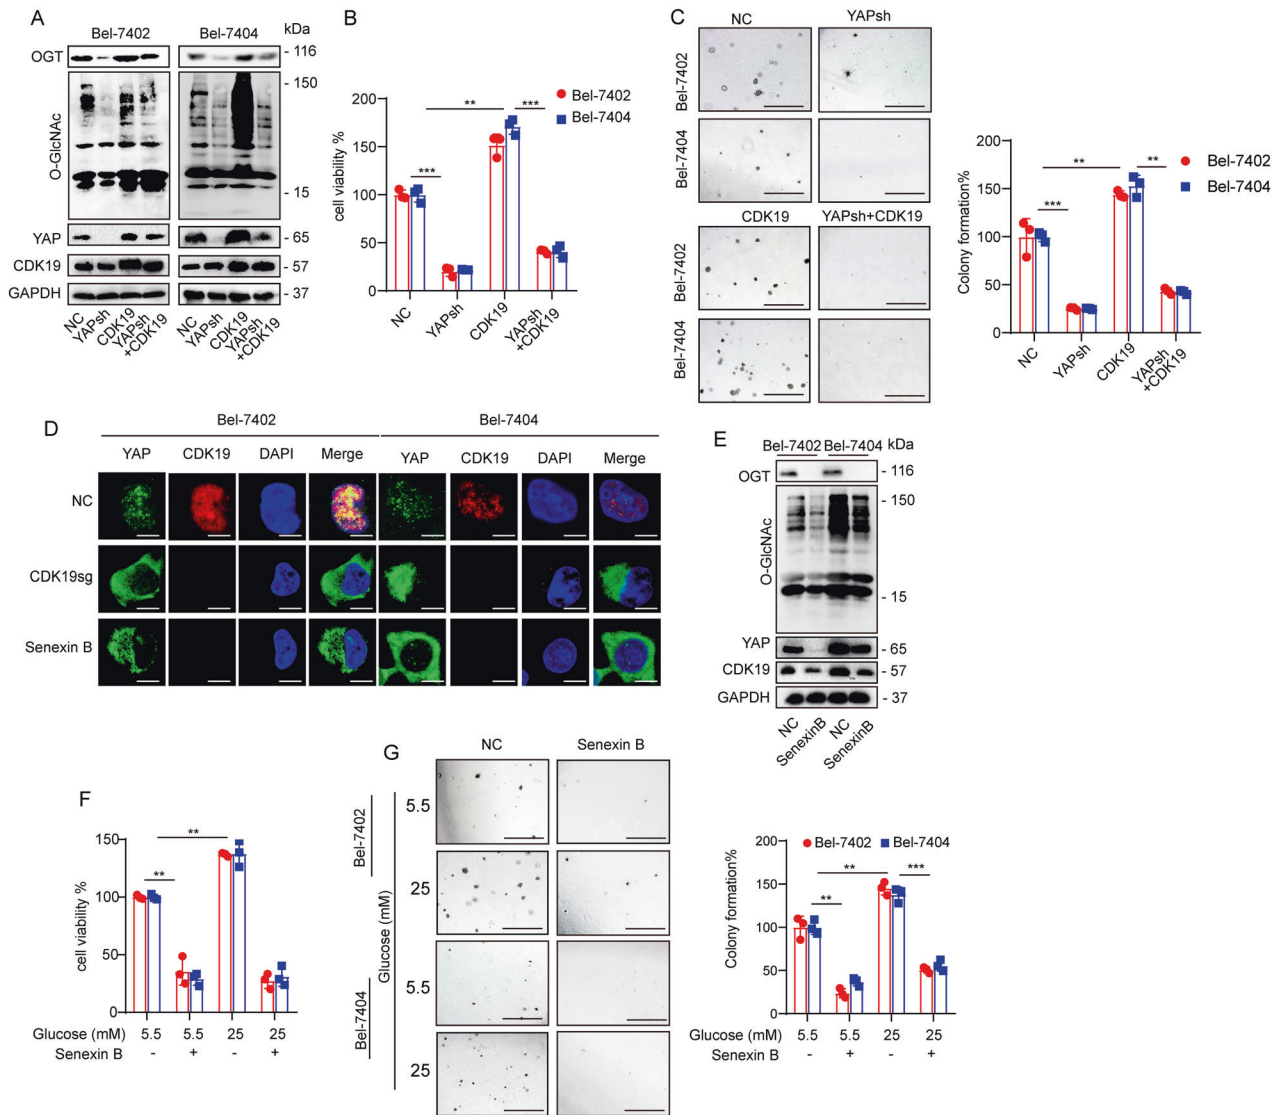 A
Bel-7402 Bel-7404 kDa
OGT - 116
O-GlcNAc - 150
- 15
YAP - 65
CDK19 - 57
GAPDH - 37
NC YAPsh CDK19 YAPsh +CDK19 NC YAPsh CDK19 YAPsh +CDK19
B
Bel-7402
Bel-7404
cell viability %
200
150
100
50
0
*** ** ***
NC YAPsh CDK19 YAPsh +CDK19
C
NC YAPsh
Bel-7402
Bel-7404
CDK19 YAPsh+CDK19
Bel-7402
Bel-7404
Bel-7402
Bel-7404
Colony formation%
200
150
100
50
0
*** ** **
NC YAPsh CDK19 YAPsh +CDK19
D
Bel-7402 Bel-7404
YAP CDK19 DAPI Merge YAP CDK19 DAPI Merge
NC
CDK19sg
Senexin B
E
Bel-7402 Bel-7404 kDa
OGT - 116
O-GlcNAc - 150
- 15
YAP - 65
CDK19 - 57
GAPDH - 37
NC SenexinB NC SenexinB
F
cell viability %
150
100
50
0
** **
Glucose (mM) 5.5 5.5 25 25
Senexin B - + - +
G
NC Senexin B
Glucose (mM)
Bel-7402
5.5
25
Bel-7404
5.5
25
Bel-7402 Bel-7404
Colony formation%
200
150
100
50
0
** ** ***
Glucose (mM) 5.5 5.5 25 25
Senexin B - + - +